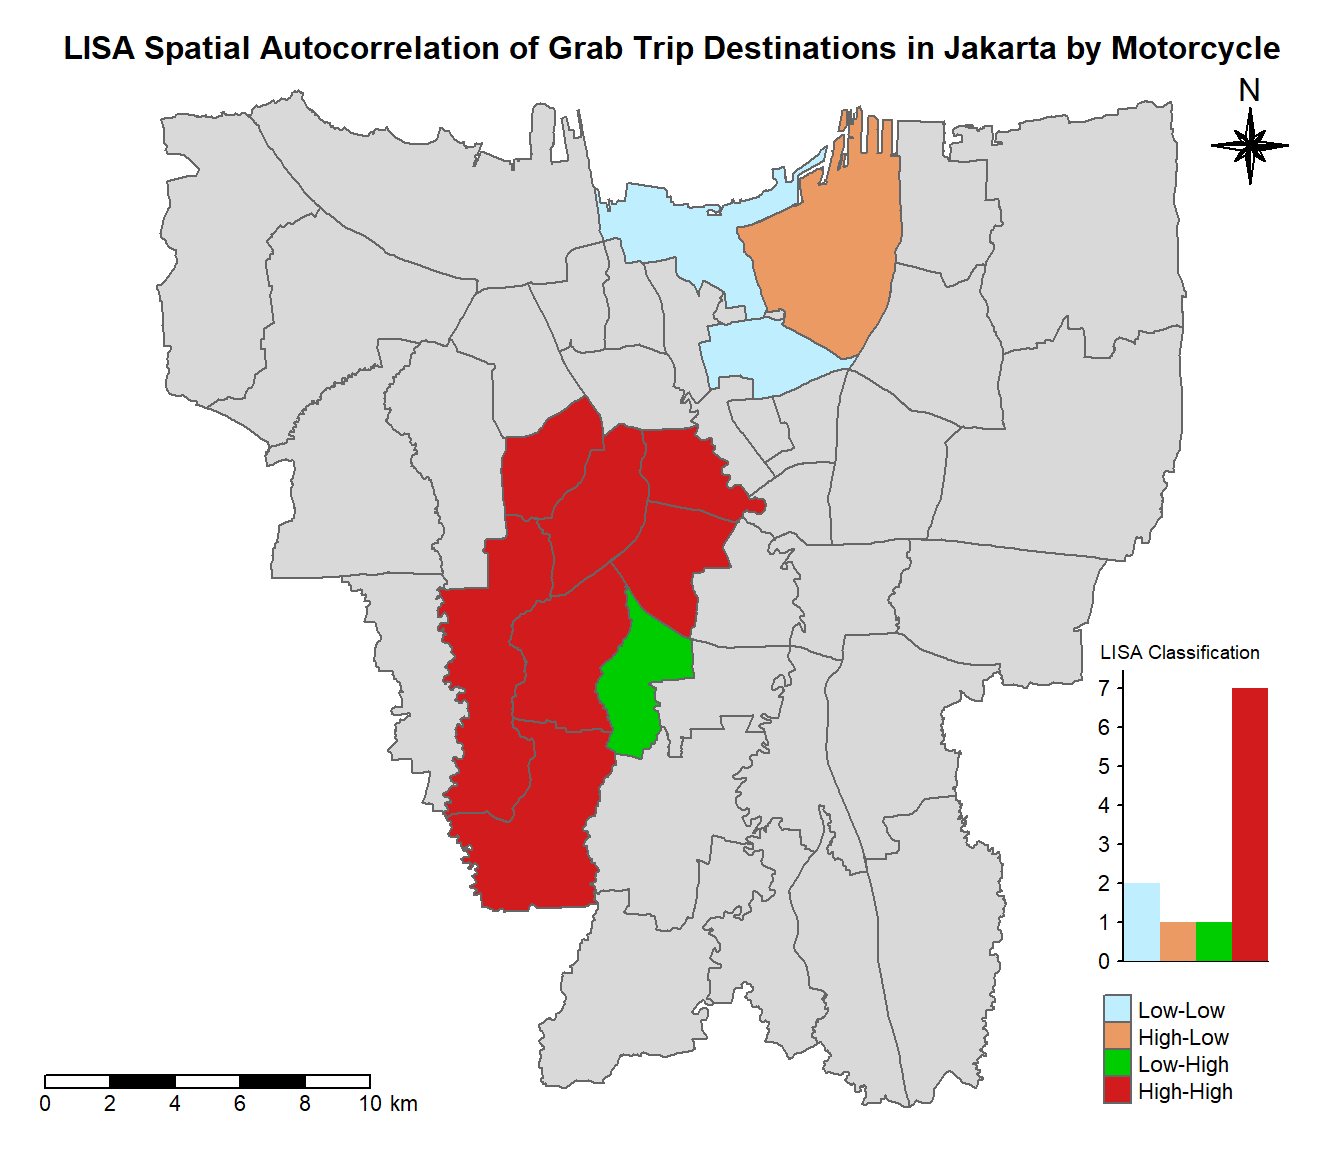 LISA Spatial Autocorrelation of Grab Trip Destinations in Jakarta by Motorcycle
N
LISA Classification
7
6
5
4
3
2
1
0
Low-Low
High-Low
Low-High
High-High
0 2 4 6 8 10 km